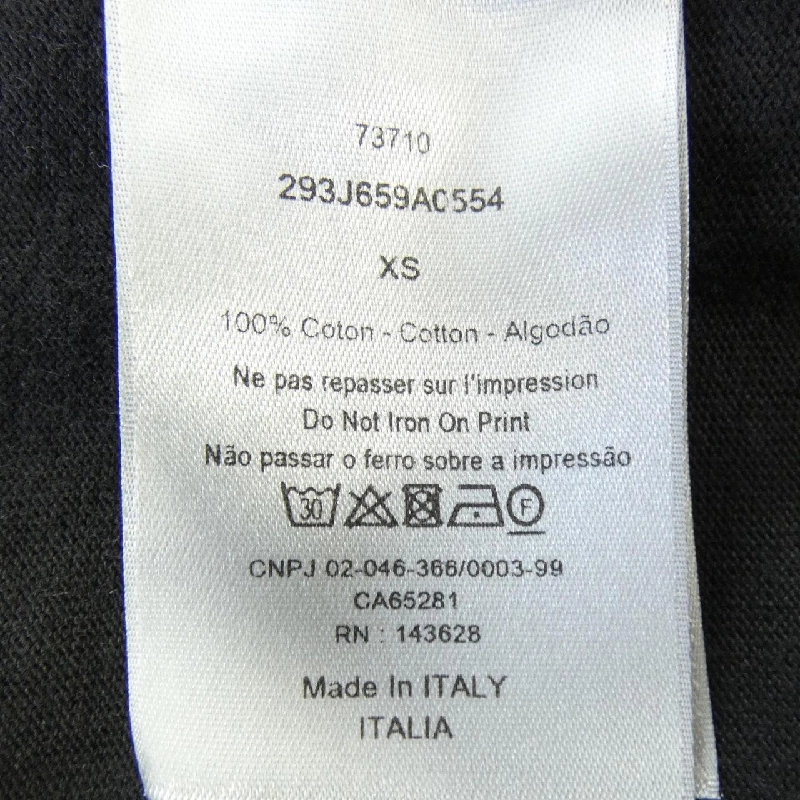 73710
293J659A0554
XS
100% Coton - Cotton - Algodão
Ne pas repasser sur l'impression
Do Not Iron On Print
Não passar o ferro sobre a impressão
30 F
CNPJ 02-046-366/0003-99
CA65281
RN : 143628
Made In ITALY
ITALIA